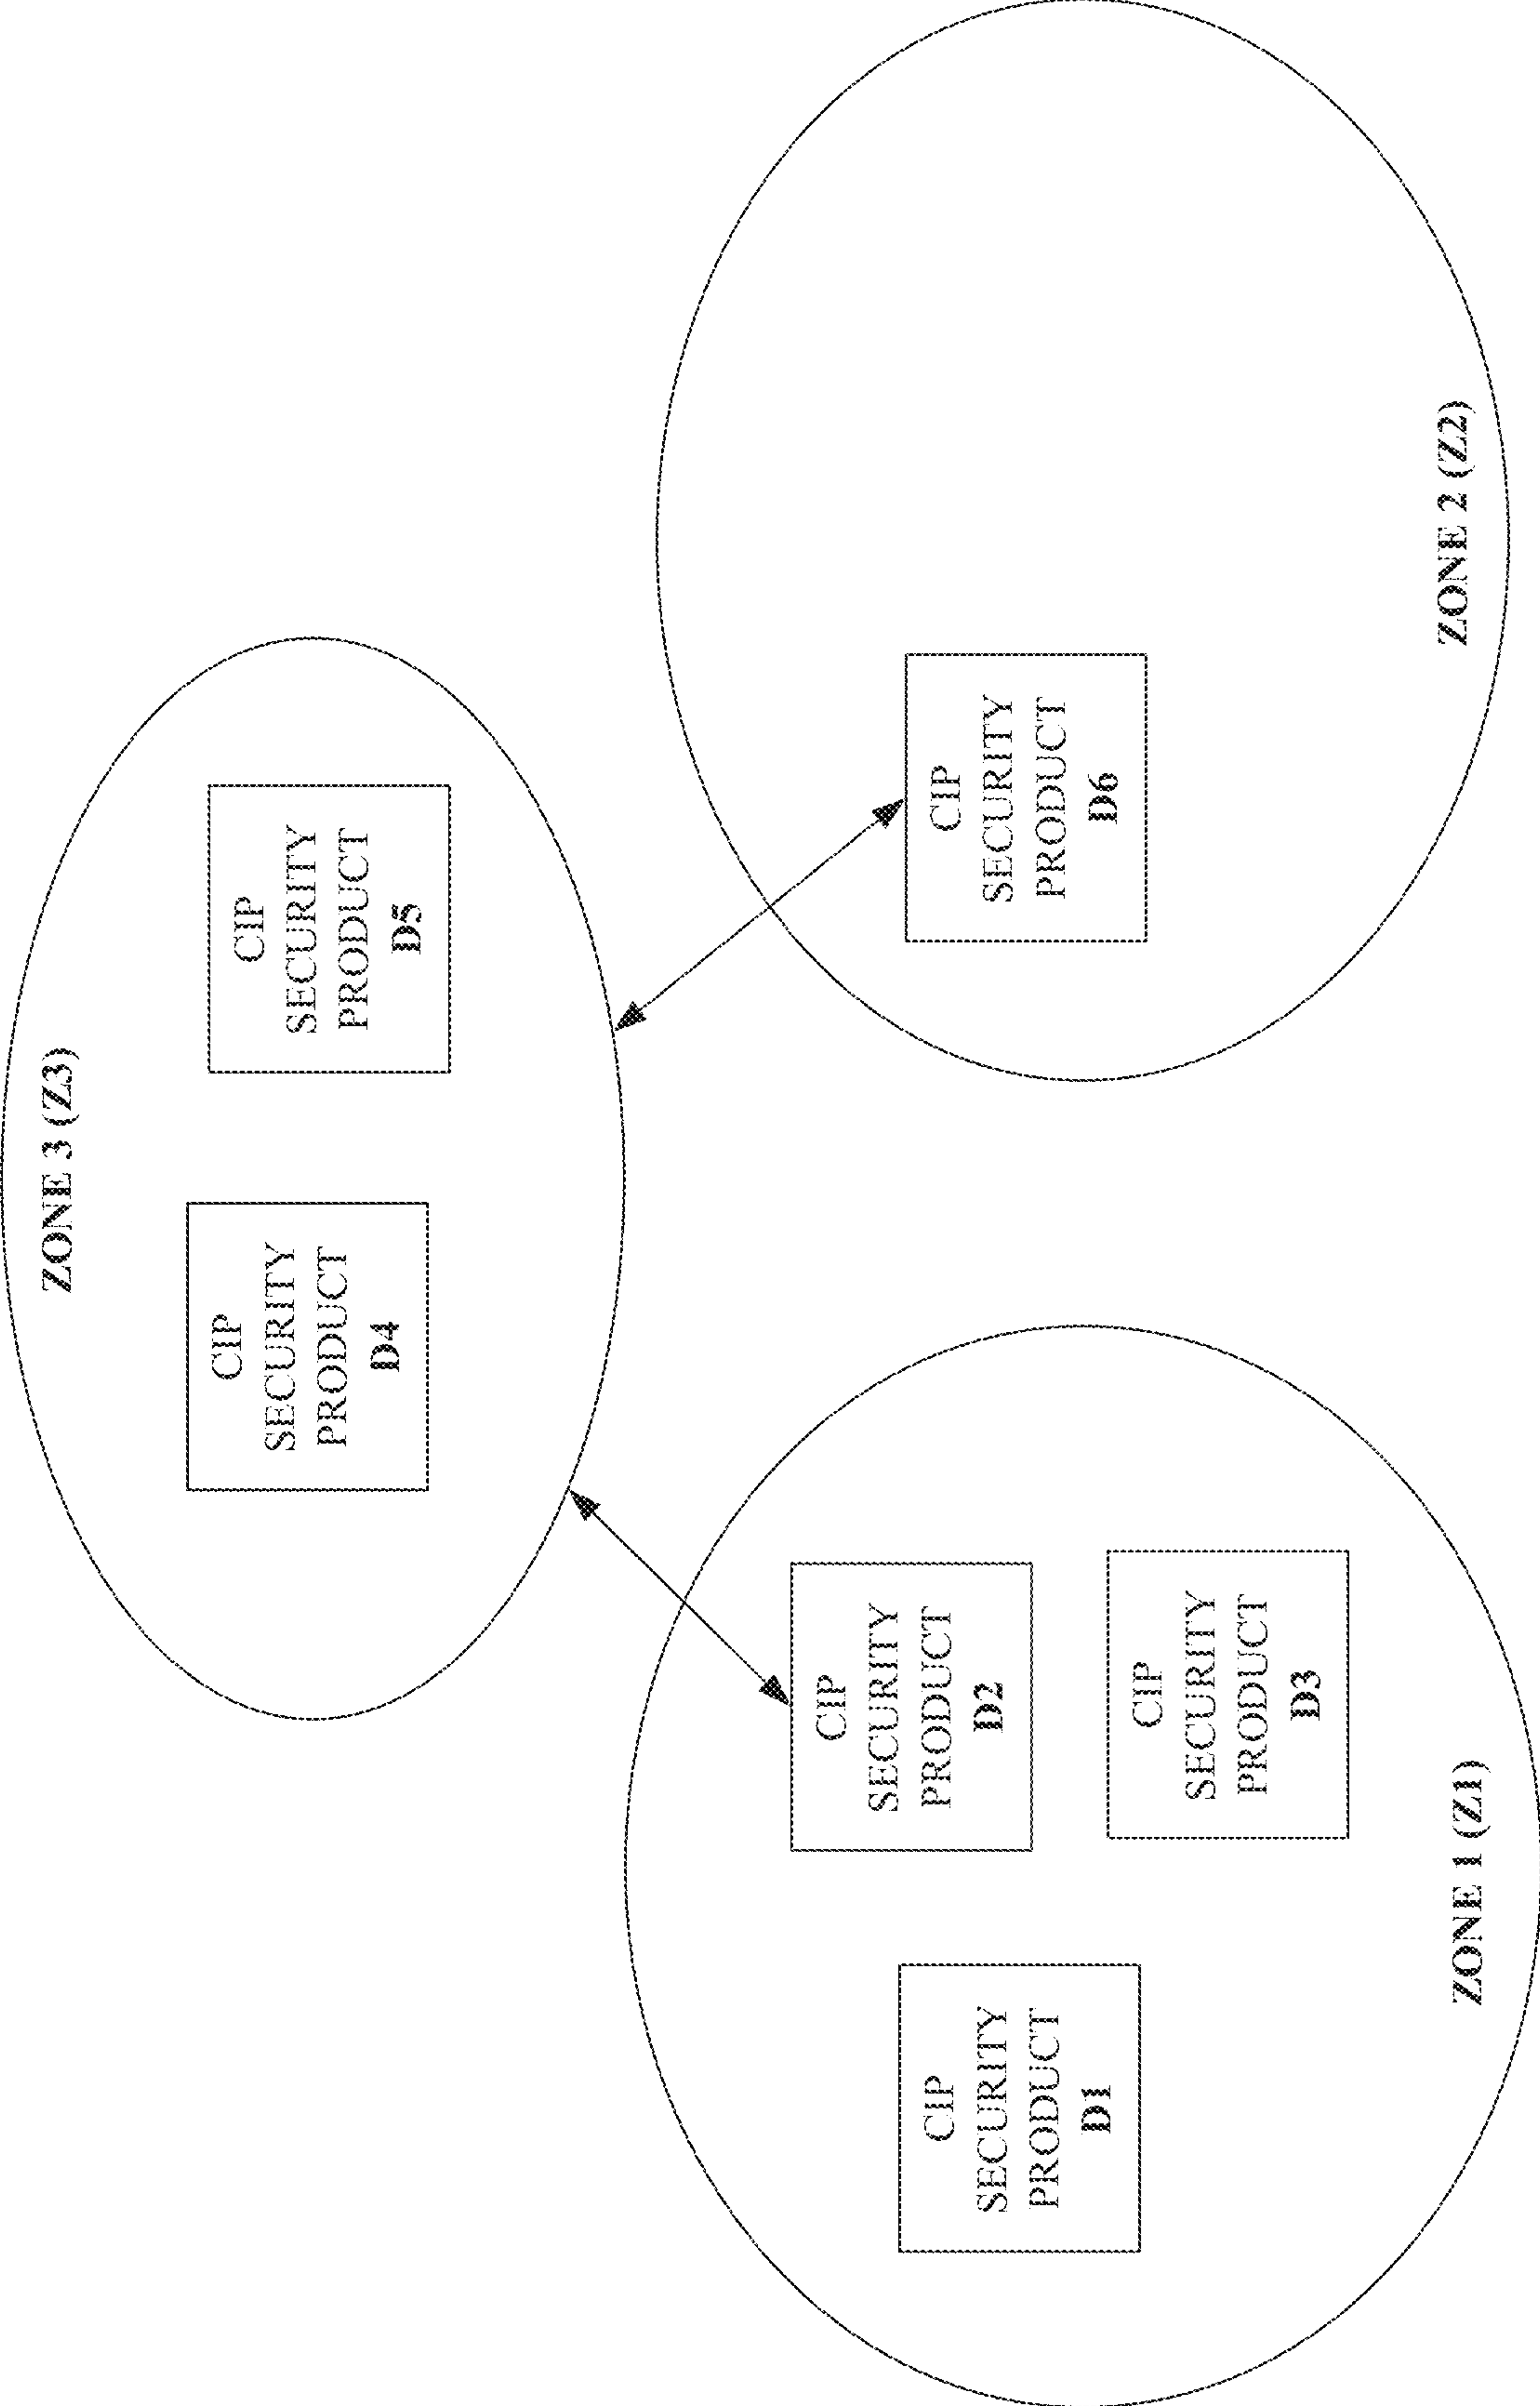 ZONE 3 (Z3)
CIP
SECURITY
PRODUCT
D4
CIP
SECURITY
PRODUCT
D5
CIP
SECURITY
PRODUCT
D1
CIP
SECURITY
PRODUCT
D2
CIP
SECURITY
PRODUCT
D3
ZONE 1 (Z1)
CIP
SECURITY
PRODUCT
D6
ZONE 2 (Z2)